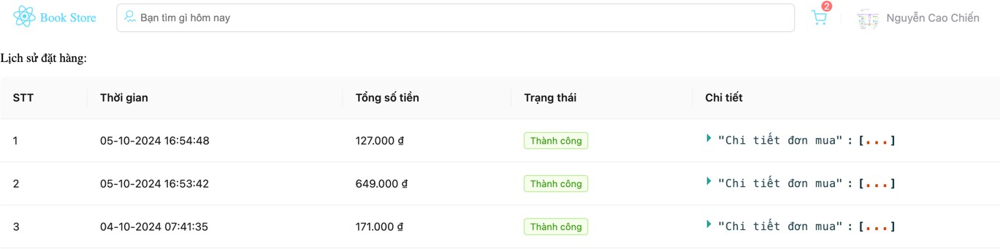 Book Store
Bạn tìm gì hôm nay
2
Nguyễn Cao Chiến
Lịch sử đặt hàng:
STT Thời gian Tổng số tiền Trạng thái Chi tiết
1 05-10-2024 16:54:48 127.000 ₫ Thành công "Chi tiết đơn mua" : [...]
2 05-10-2024 16:53:42 649.000 ₫ Thành công "Chi tiết đơn mua" : [...]
3 04-10-2024 07:41:35 171.000 ₫ Thành công "Chi tiết đơn mua" : [...]